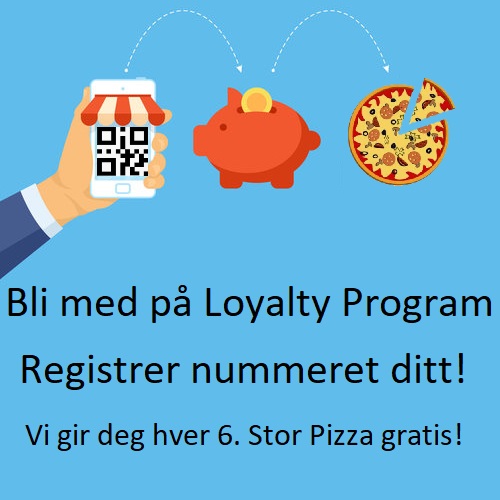 Bli med på Loyalty Program
Registrer nummeret ditt!
Vi gir deg hver 6. Stor Pizza gratis!